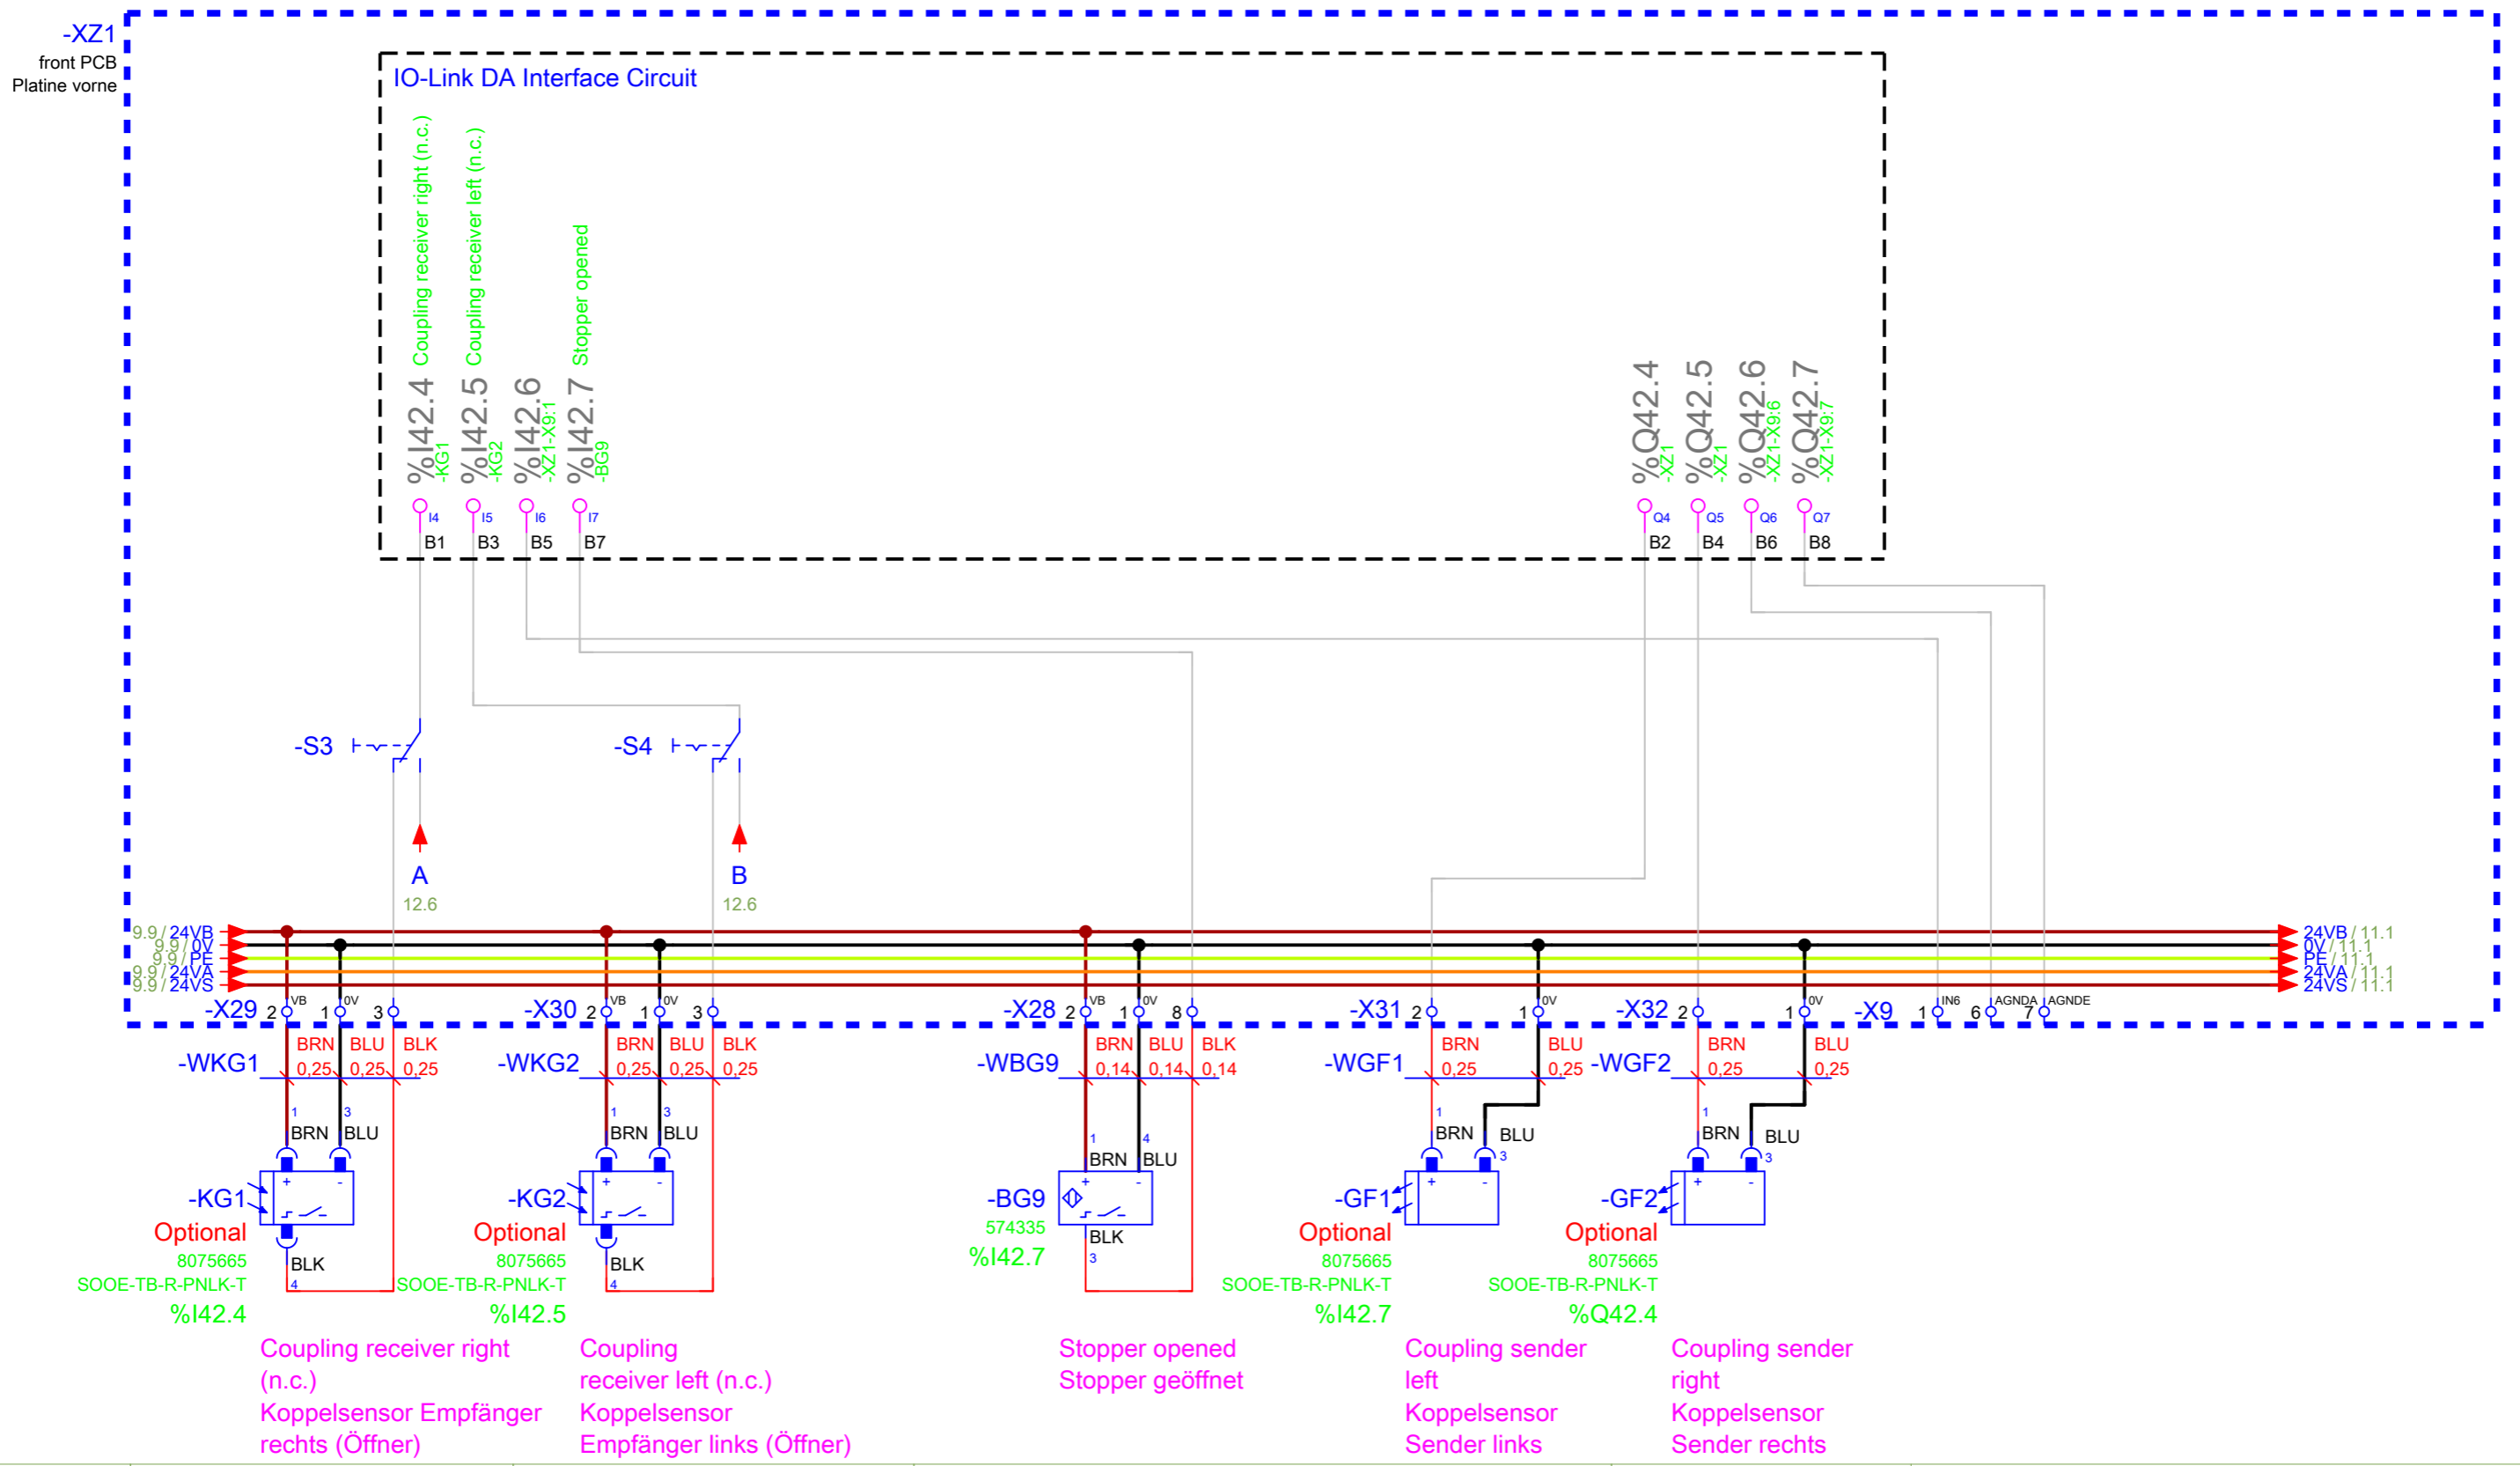 -XZ1
front PCB
Platine vorne
IO-Link DA Interface Circuit
Coupling receiver right (n.c.)
Coupling receiver left (n.c.)
Stopper opened
%I42.4
-KG1
%I42.5
-KG2
%I42.6
-XZ1-X9:1
%I42.7
-BG9
%Q42.4
-XZ1
%Q42.5
-XZ1
%Q42.6
-XZ1-X9:6
%Q42.7
-XZ1-X9:7
I4 I5 I6 I7 Q4 Q5 Q6 Q7
B1 B3 B5 B7 B2 B4 B6 B8
-S3 -S4
A B
12.6 12.6
9.9 / 24VB 24VB / 11.1
9.9 / 0V 0V / 11.1
9.9 / PE PE / 11.1
9.9 / 24VA 24VA / 11.1
9.9 / 24VS 24VS / 11.1
-X29 2 VB 1 0V 3 -X30 2 VB 1 0V 3 -X28 2 VB 1 0V 8 -X31 2 1 0V -X32 2 1 0V -X9 1 IN6 6 AGNDA 7 AGNDE
BRN BLU BLK BRN BLU BLK BRN BLU BLK BRN BLU BRN BLU
-WKG1 0,25 0,25 0,25 -WKG2 0,25 0,25 0,25 -WBG9 0,14 0,14 0,14 -WGF1 0,25 0,25 -WGF2 0,25 0,25
1 3 1 3 1 4 1 1
BRN BLU BRN BLU BRN BLU BRN BLU BRN BLU
3 3
+ - + - + - + - + -
-KG1 -KG2 -BG9 -GF1 -GF2
Optional Optional 574335 Optional Optional
BLK BLK BLK
8075665 8075665 %I42.7 3 8075665 8075665
4 4
SOOE-TB-R-PNLK-T SOOE-TB-R-PNLK-T SOOE-TB-R-PNLK-T SOOE-TB-R-PNLK-T
%I42.4 %I42.5 %I42.7 %Q42.4
Coupling receiver right
(n.c.)
Koppelsensor Empfänger
rechts (Öffner)
Coupling
receiver left (n.c.)
Koppelsensor
Empfänger links (Öffner)
Stopper opened
Stopper geöffnet
Coupling sender
left
Koppelsensor
Sender links
Coupling sender
right
Koppelsensor
Sender rechts